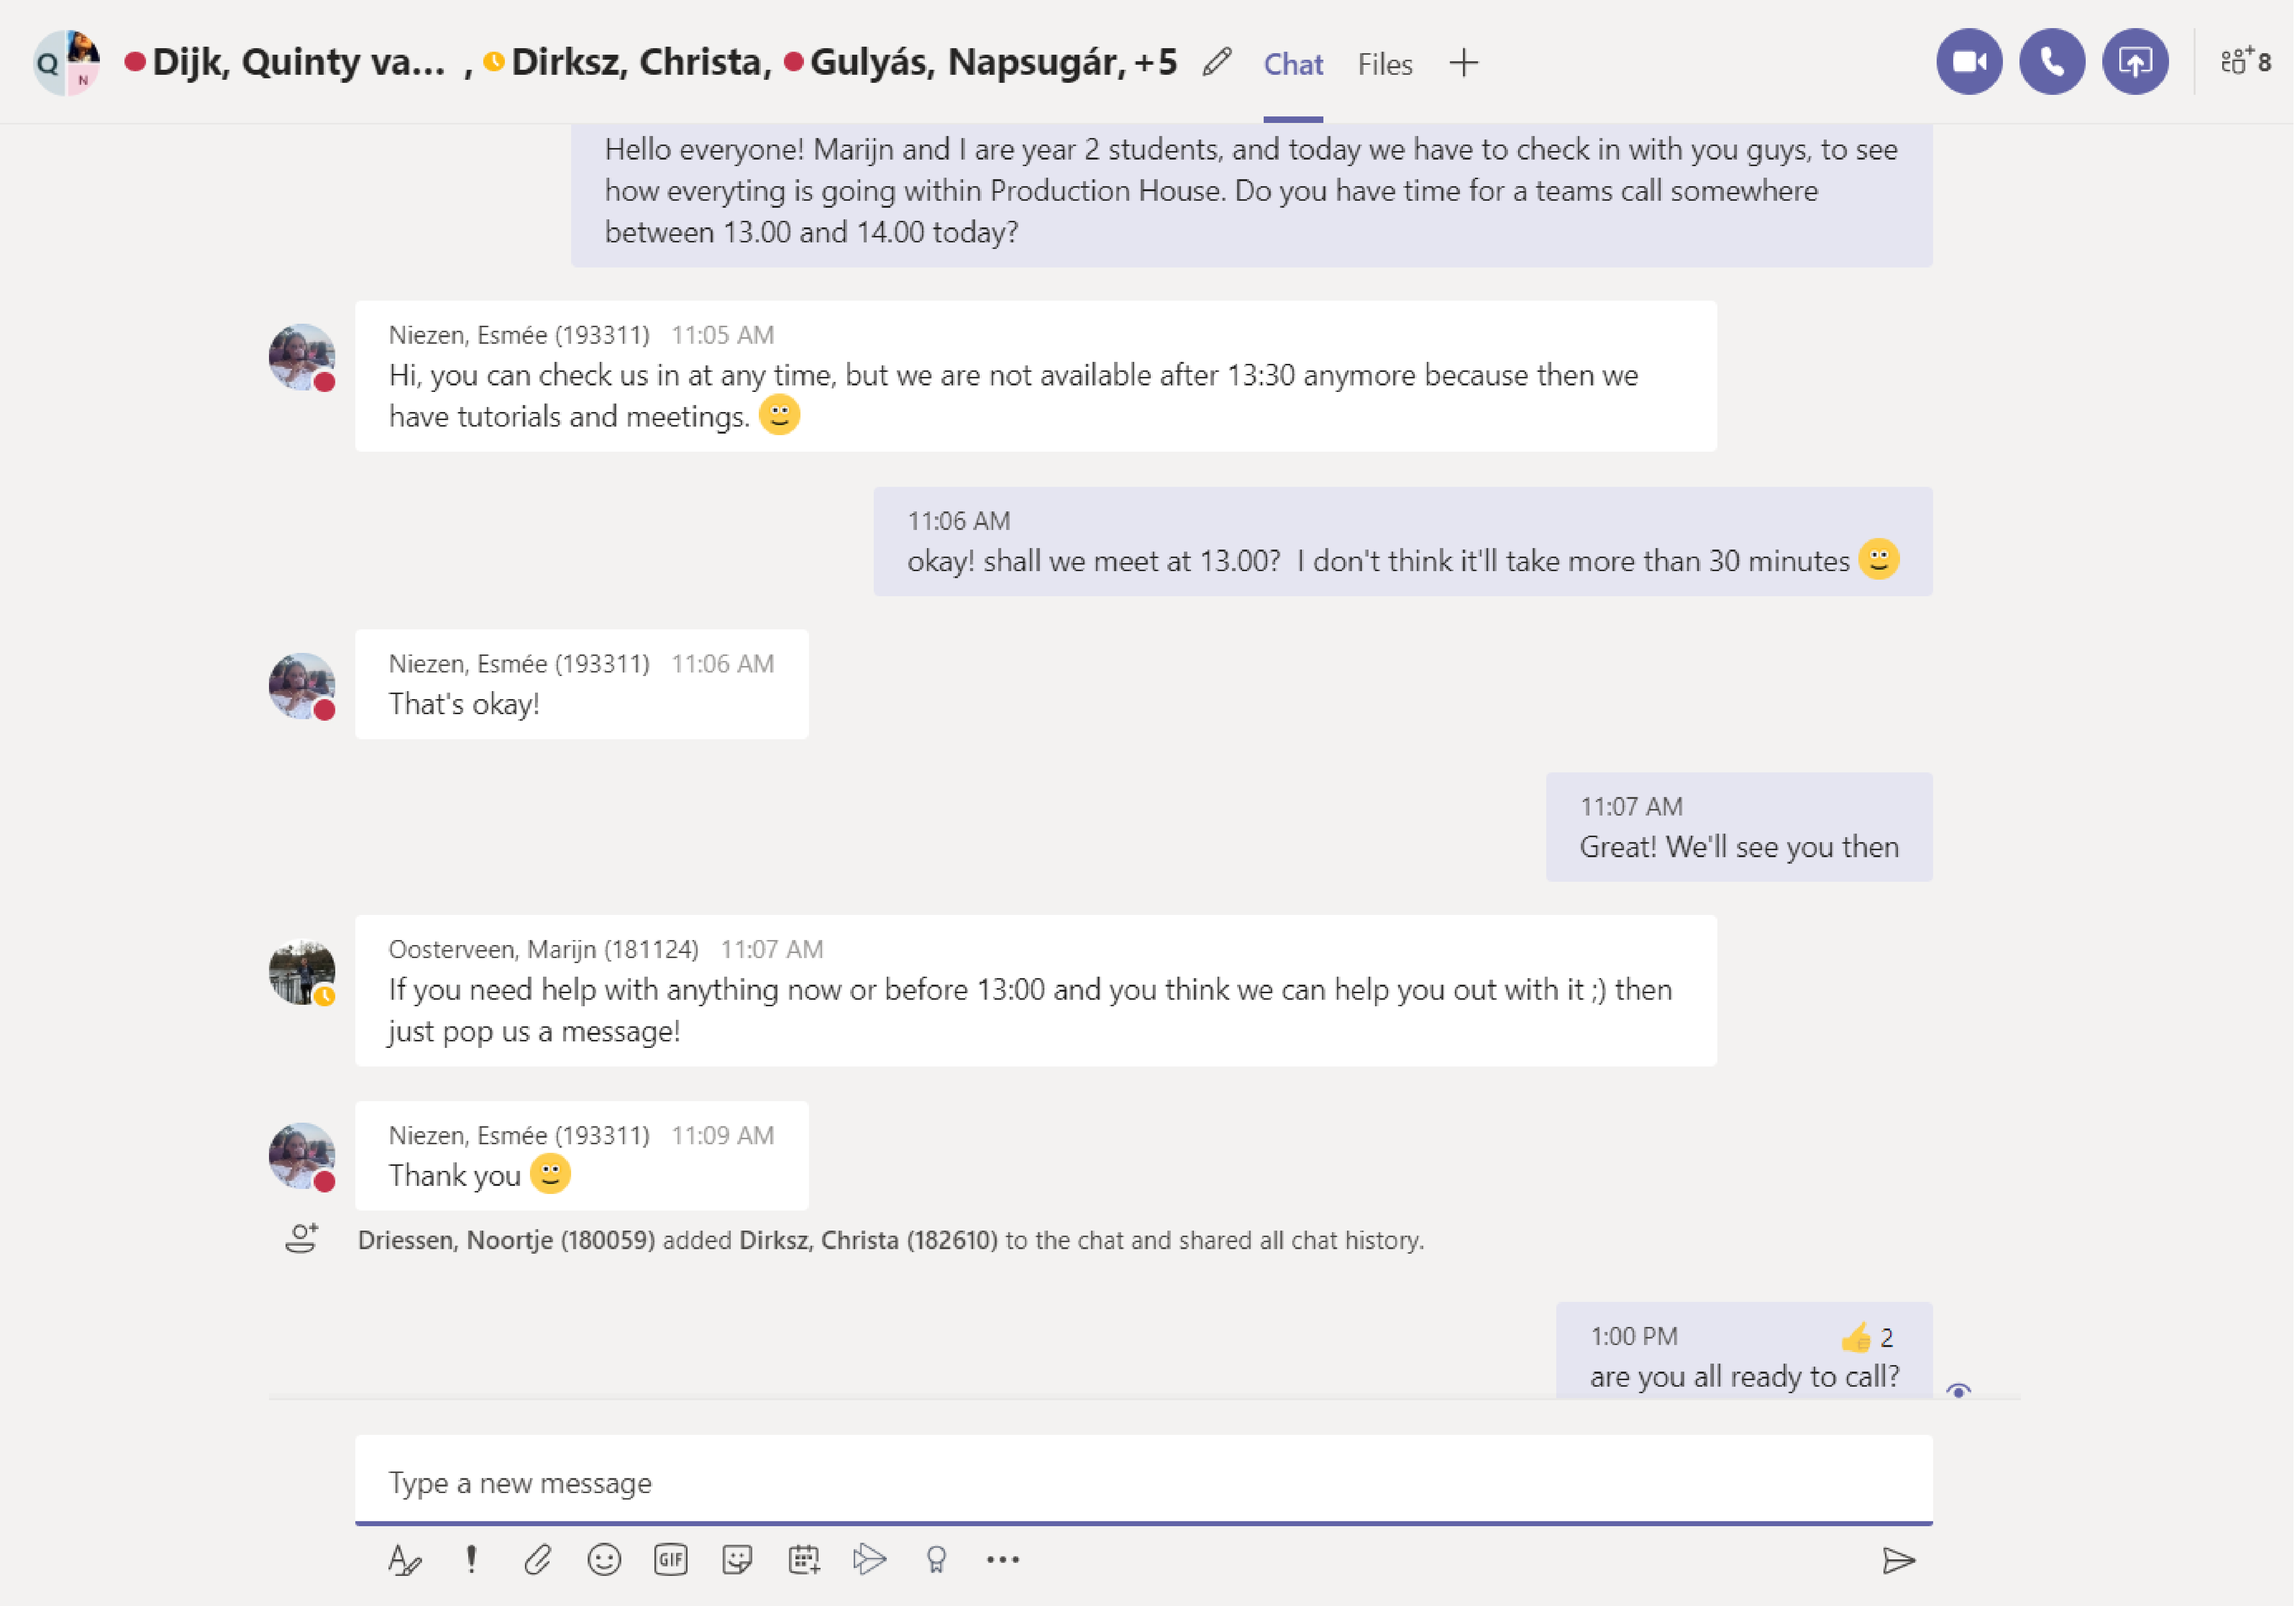 Q N Dijk, Quinty va... , Dirksz, Christa, Gulyás, Napsugár, +5 Chat Files 8
Hello everyone! Marijn and I are year 2 students, and today we have to check in with you guys, to see
how everyting is going within Production House. Do you have time for a teams call somewhere
between 13.00 and 14.00 today?
Niezen, Esmée (193311) 11:05 AM
Hi, you can check us in at any time, but we are not available after 13:30 anymore because then we
have tutorials and meetings.
11:06 AM
okay! shall we meet at 13.00? I don't think it'll take more than 30 minutes
Niezen, Esmée (193311) 11:06 AM
That's okay!
11:07 AM
Great! We'll see you then
Oosterveen, Marijn (181124) 11:07 AM
If you need help with anything now or before 13:00 and you think we can help you out with it ;) then
just pop us a message!
Niezen, Esmée (193311) 11:09 AM
Thank you
Driessen, Noortje (180059) added Dirksz, Christa (182610) to the chat and shared all chat history.
1:00 PM 2
are you all ready to call?
Type a new message
GIF